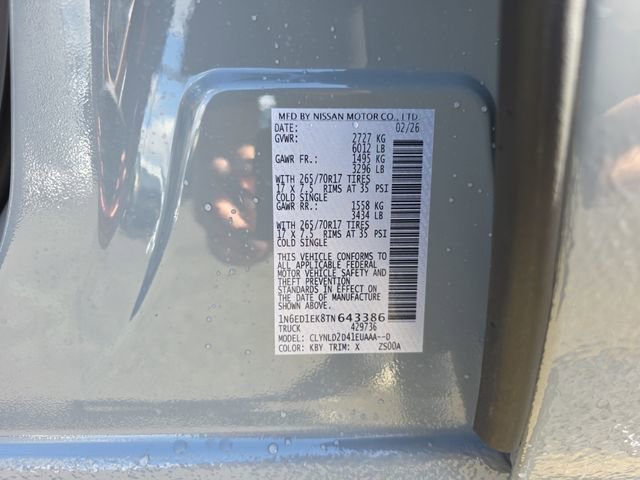 MFD BY NISSAN MOTOR CO., LTD.
DATE: 02/26
GVWR: 2727 KG
6012 LB
GAWR FR.: 1495 KG
3296 LB
WITH 265/70R17 TIRES
17 X 7.5 RIMS AT 35 PSI
COLD SINGLE
GAWR RR.: 1558 KG
3434 LB
WITH 265/70R17 TIRES
17 X 7.5 RIMS AT 35 PSI
COLD SINGLE
THIS VEHICLE CONFORMS TO
ALL APPLICABLE FEDERAL
MOTOR VEHICLE SAFETY AND
THEFT PREVENTION
STANDARDS IN EFFECT ON
THE DATE OF MANUFACTURE
SHOWN ABOVE.
1N6ED1EK8TN643386
TRUCK 429736
MODEL: CLYNLD2D41EUAAA--D
COLOR: KBY TRIM: X ZS00A